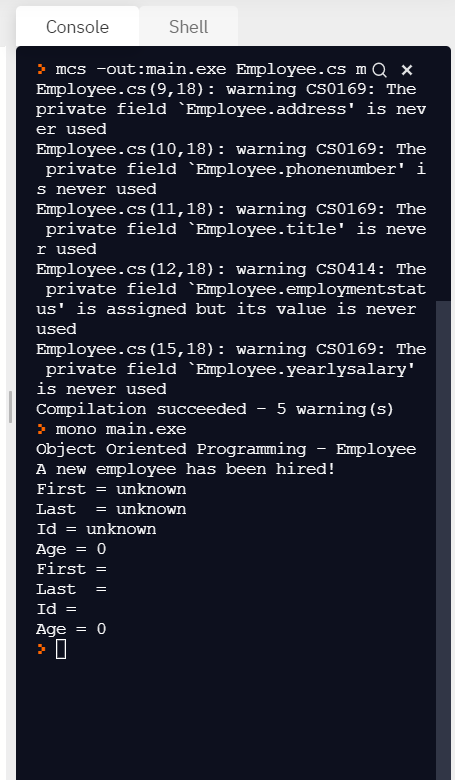 Console Shell
> mcs -out:main.exe Employee.cs m
Employee.cs(9,18): warning CS0169: The
private field `Employee.address' is nev
er used
Employee.cs(10,18): warning CS0169: The
 private field `Employee.phonenumber' i
s never used
Employee.cs(11,18): warning CS0169: The
 private field `Employee.title' is neve
r used
Employee.cs(12,18): warning CS0414: The
 private field `Employee.employmentstat
us' is assigned but its value is never
used
Employee.cs(15,18): warning CS0169: The
 private field `Employee.yearlysalary'
is never used
Compilation succeeded - 5 warning(s)
> mono main.exe
Object Oriented Programming - Employee
A new employee has been hired!
First = unknown
Last  = unknown
Id = unknown
Age = 0
First =
Last  =
Id =
Age = 0
>